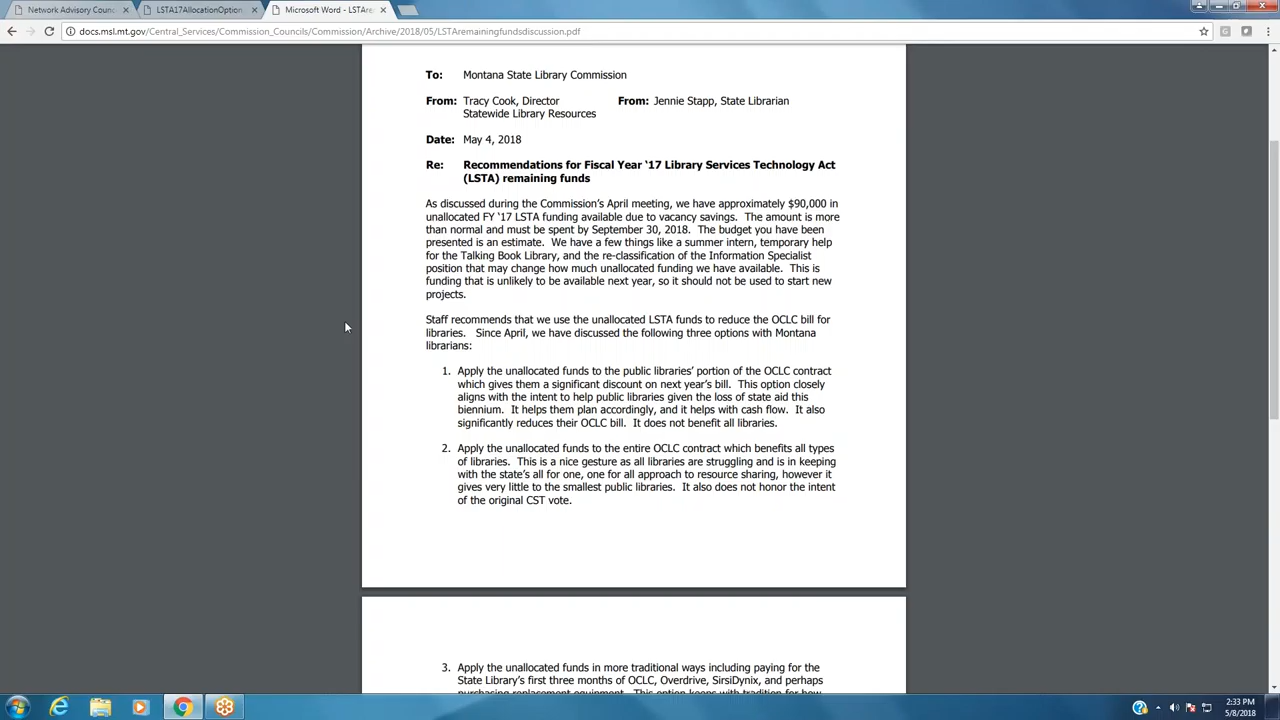 Network Advisory Counc
LSTA17AllocationOption
Microsoft Word - LSTAre
docs.msl.mt.gov/Central_Services/Commission_Councils/Commission/Archive/2018/05/LSTAremainingfundsdiscussion.pdf
To: Montana State Library Commission
From: Tracy Cook, Director From: Jennie Stapp, State Librarian
Statewide Library Resources
Date: May 4, 2018
Re: Recommendations for Fiscal Year ‘17 Library Services Technology Act
(LSTA) remaining funds
As discussed during the Commission’s April meeting, we have approximately $90,000 in
unallocated FY ‘17 LSTA funding available due to vacancy savings. The amount is more
than normal and must be spent by September 30, 2018. The budget you have been
presented is an estimate. We have a few things like a summer intern, temporary help
for the Talking Book Library, and the re-classification of the Information Specialist
position that may change how much unallocated funding we have available. This is
funding that is unlikely to be available next year, so it should not be used to start new
projects.
Staff recommends that we use the unallocated LSTA funds to reduce the OCLC bill for
libraries. Since April, we have discussed the following three options with Montana
librarians:
1. Apply the unallocated funds to the public libraries’ portion of the OCLC contract
which gives them a significant discount on next year’s bill. This option closely
aligns with the intent to help public libraries given the loss of state aid this
biennium. It helps them plan accordingly, and it helps with cash flow. It also
significantly reduces their OCLC bill. It does not benefit all libraries.
2. Apply the unallocated funds to the entire OCLC contract which benefits all types
of libraries. This is a nice gesture as all libraries are struggling and is in keeping
with the state’s all for one, one for all approach to resource sharing, however it
gives very little to the smallest public libraries. It also does not honor the intent
of the original CST vote.
3. Apply the unallocated funds in more traditional ways including paying for the
State Library’s first three months of OCLC, Overdrive, SirsiDynix, and perhaps
purchasing replacement equipment. This option keeps with tradition for how
2:33 PM
5/8/2018